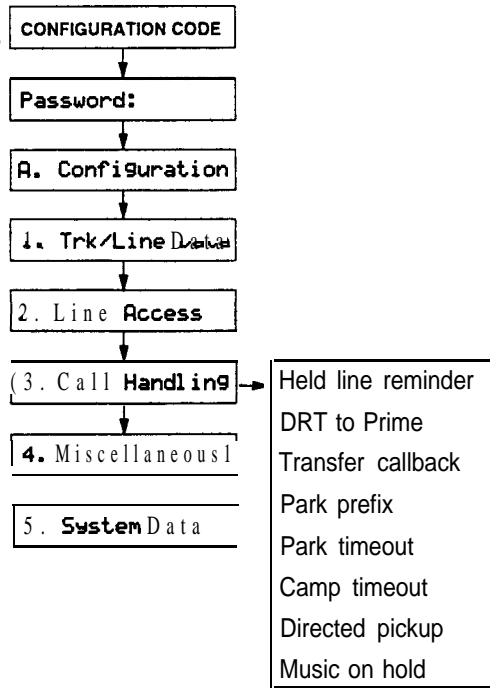 CONFIGURATION CODE
Password:
A. Configuration
1. Trk/Line Data
2. Line Access
(3. Call Handling
Held line reminder
DRT to Prime
Transfer callback
Park prefix
Park timeout
Camp timeout
Directed pickup
Music on hold
4. Miscellaneousl
5. System Data